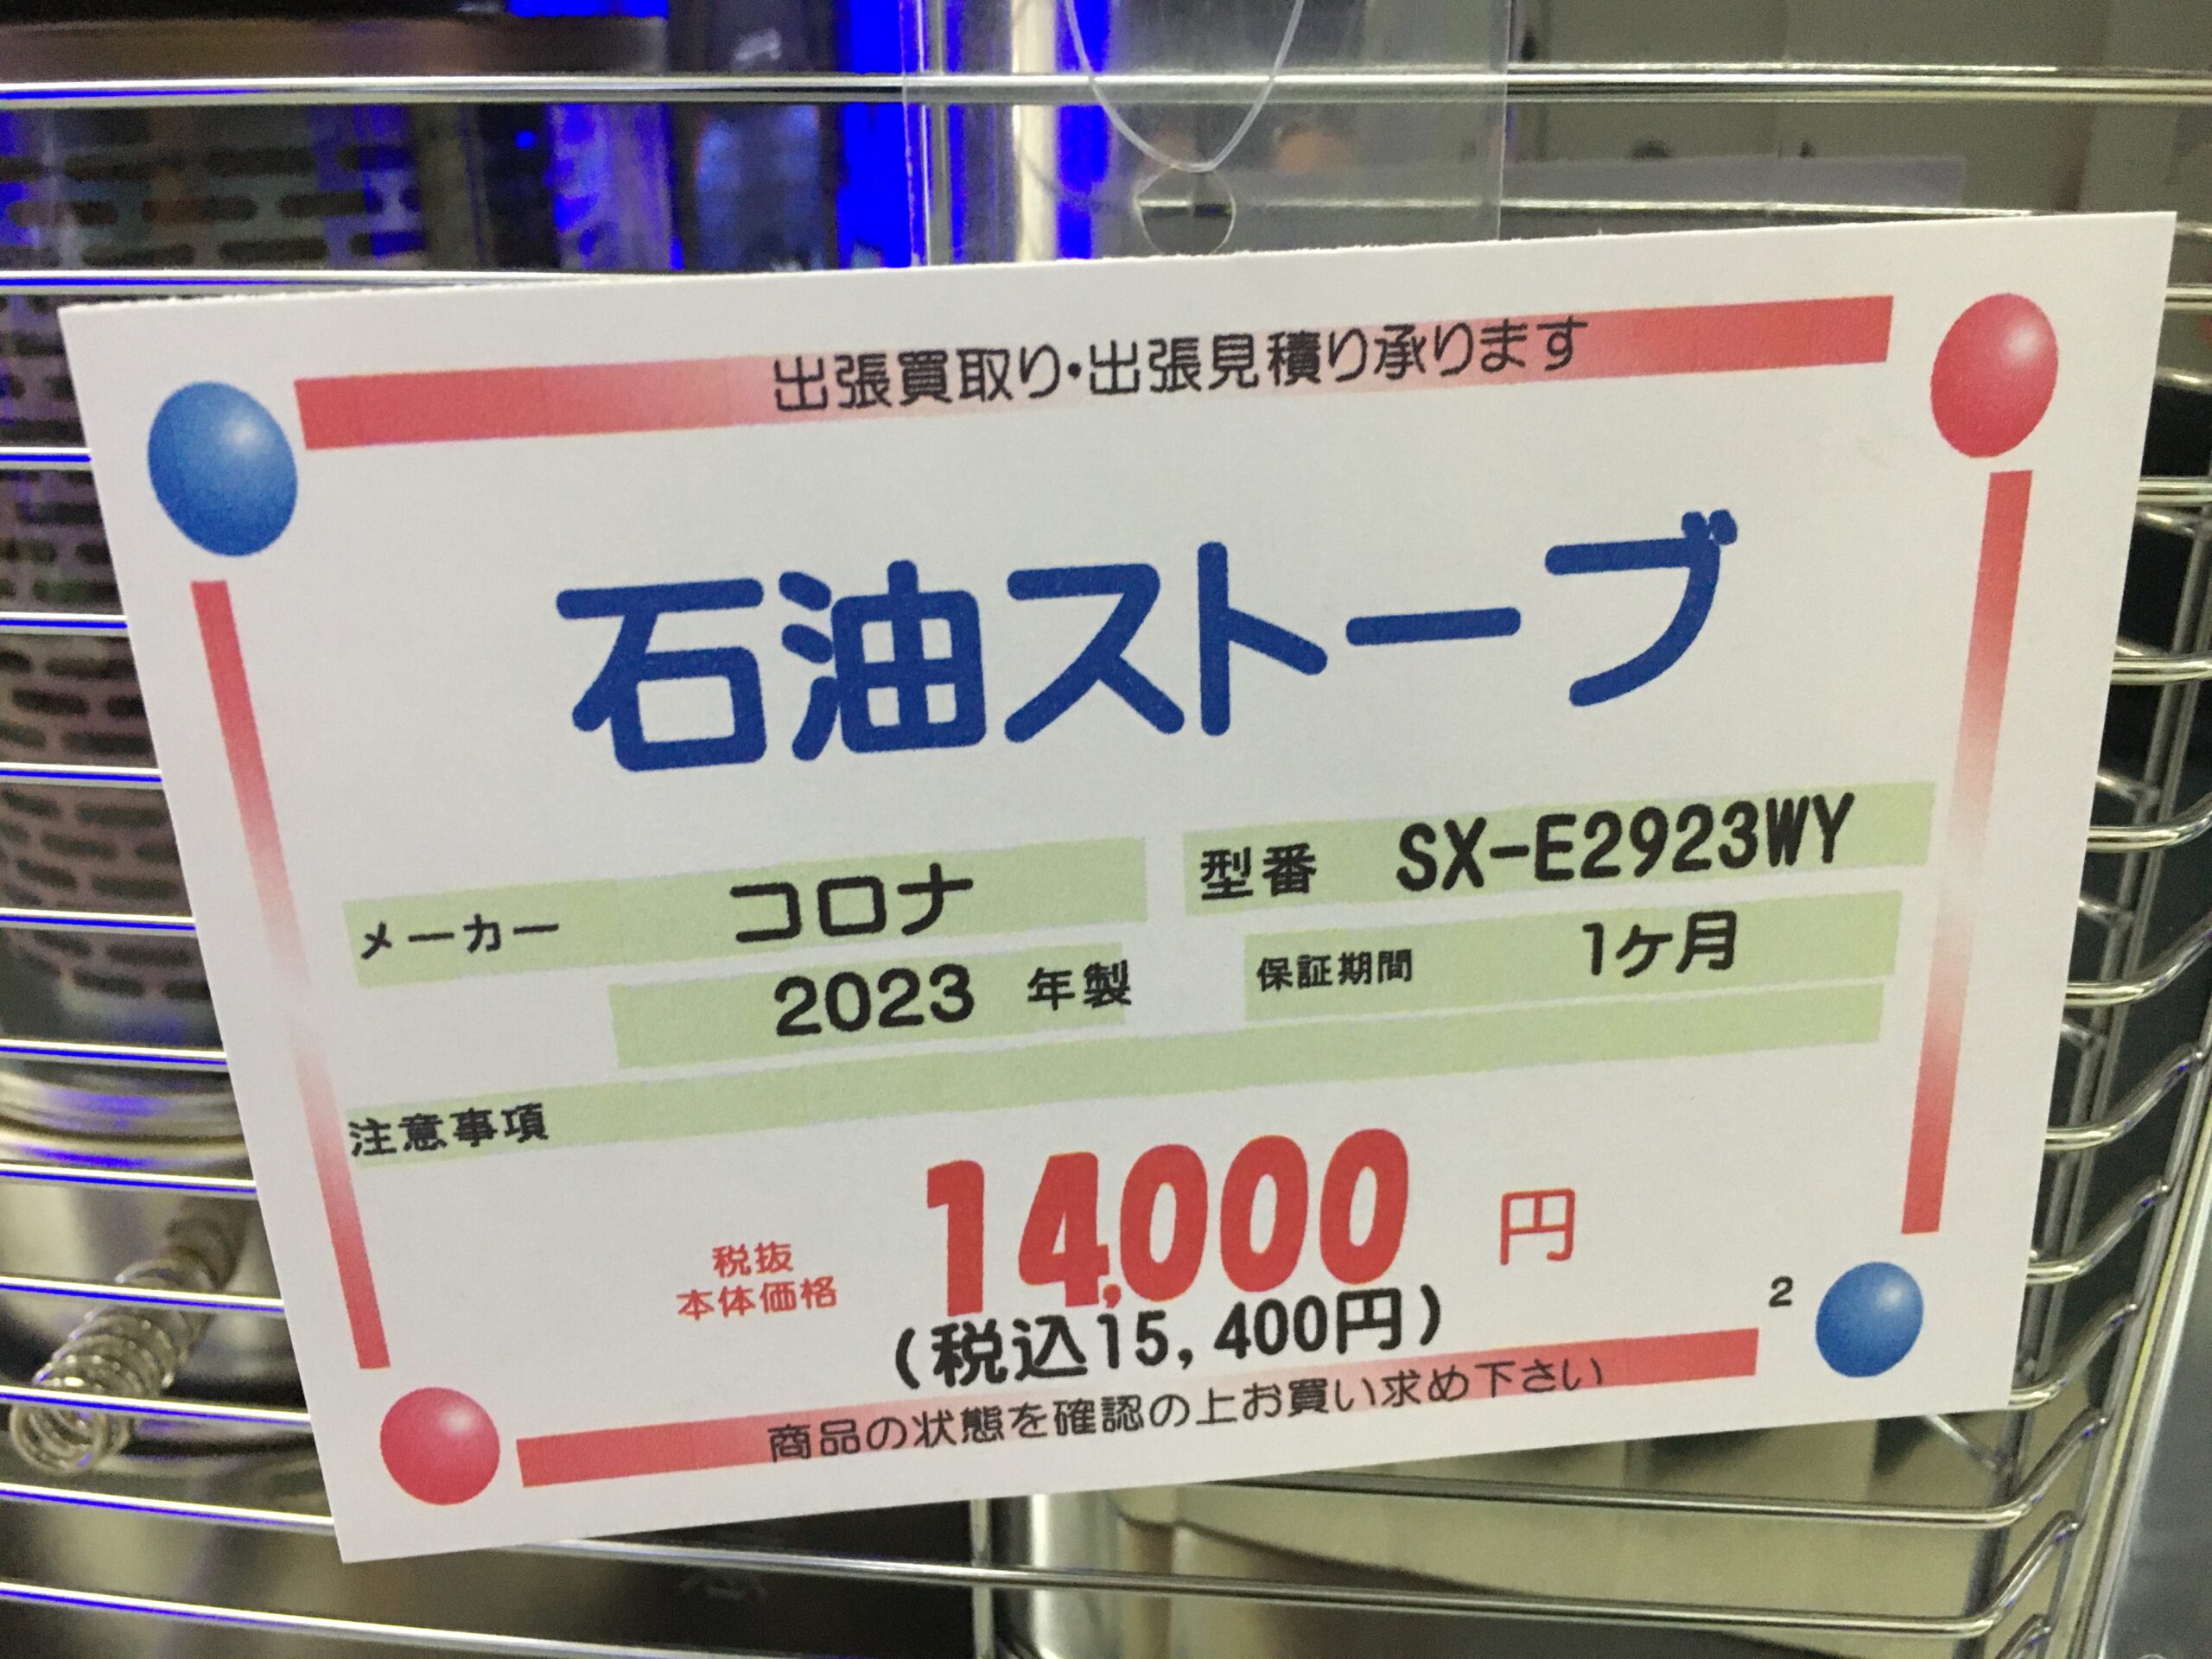 出張買取り・出張見積り承ります
石油ストーブ
メーカー コロナ 型番 SX-E2923WY
2023 年製 保証期間 1ヶ月
注意事項
税抜
本体価格 14,000 円
(税込15,400円)
2
商品の状態を確認の上お買い求め下さい